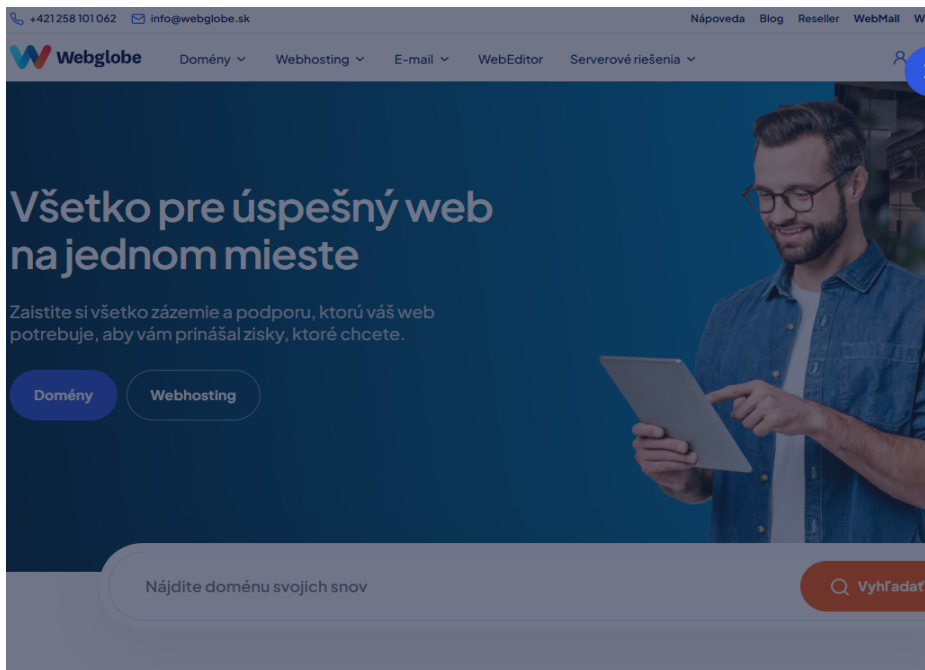 +421 258 101 062 info@webglobe.sk Nápoveda Blog Reseller WebMail
Webglobe Domény Webhosting E-mail WebEditor Serverové riešenia
Všetko pre úspešný web
na jednom mieste
Zaistite si všetko zázemie a podporu, ktorú váš web
potrebuje, aby vám prinášal zisky, ktoré chcete.
Domény Webhosting
Nájdite doménu svojich snov Vyhľadať